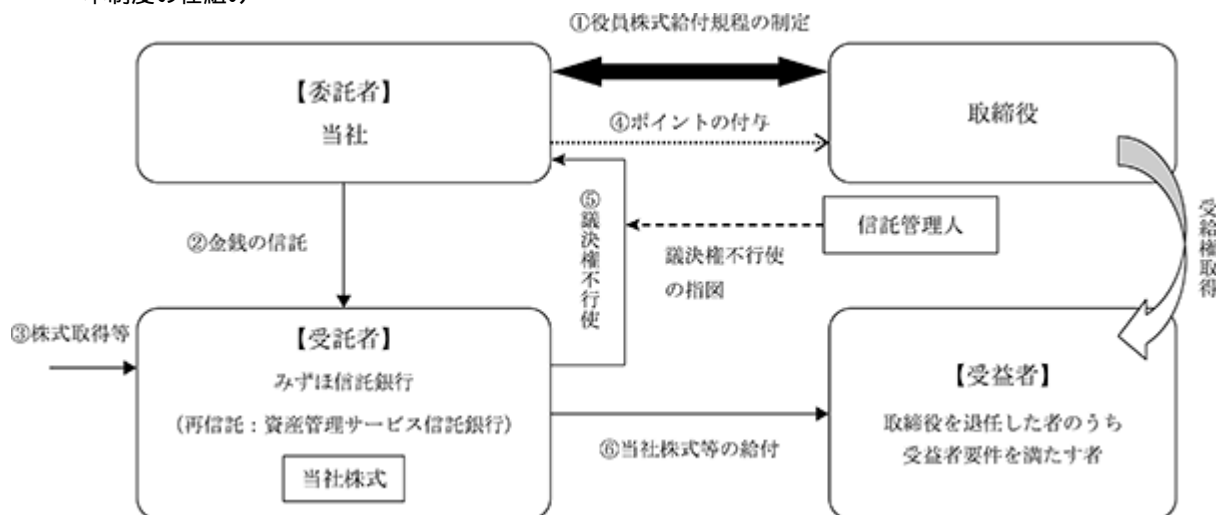 本制度の仕組み
①役員株式給付規程の制定
【委託者】
当社
取締役
④ポイントの付与
②金銭の信託
⑤議決権不行使
信託管理人
議決権不行使
の指図
受給権取得
③株式取得等
【受託者】
みずほ信託銀行
(再信託:資産管理サービス信託銀行)
当社株式
⑥当社株式等の給付
【受益者】
取締役を退任した者のうち
受益者要件を満たす者